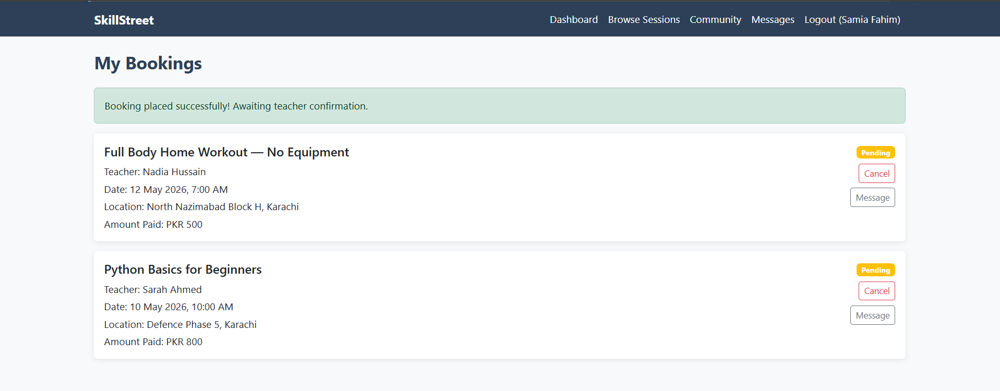 SkillStreet
Dashboard Browse Sessions Community Messages Logout (Samia Fahim)
My Bookings
Booking placed successfully! Awaiting teacher confirmation.
Full Body Home Workout — No Equipment
Pending
Teacher: Nadia Hussain
Cancel
Date: 12 May 2026, 7:00 AM
Message
Location: North Nazimabad Block H, Karachi
Amount Paid: PKR 500
Python Basics for Beginners
Pending
Teacher: Sarah Ahmed
Cancel
Date: 10 May 2026, 10:00 AM
Message
Location: Defence Phase 5, Karachi
Amount Paid: PKR 800